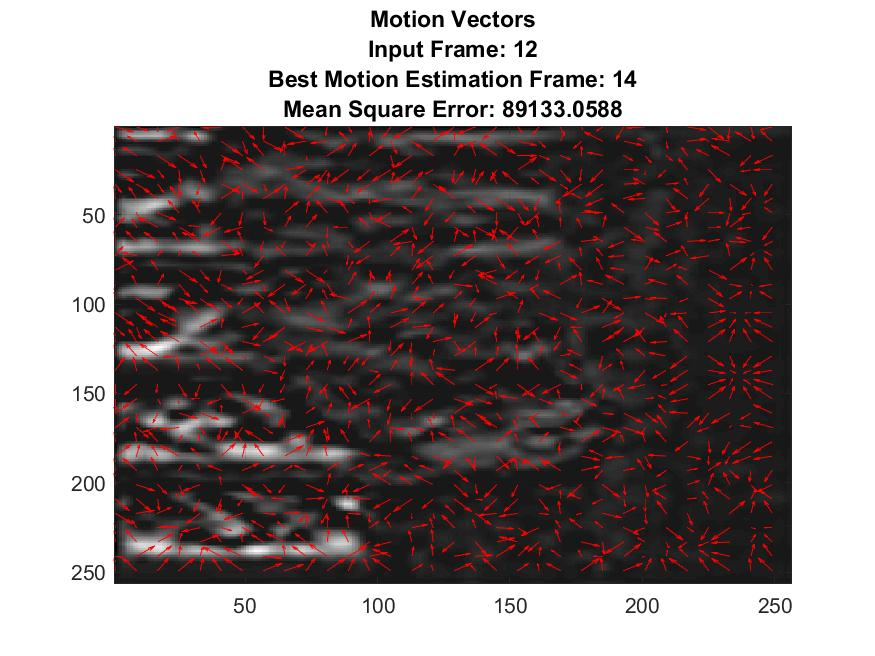 Motion Vectors
Input Frame: 12
Best Motion Estimation Frame: 14
Mean Square Error: 89133.0588
50
100
150
200
250
50
100
150
200
250